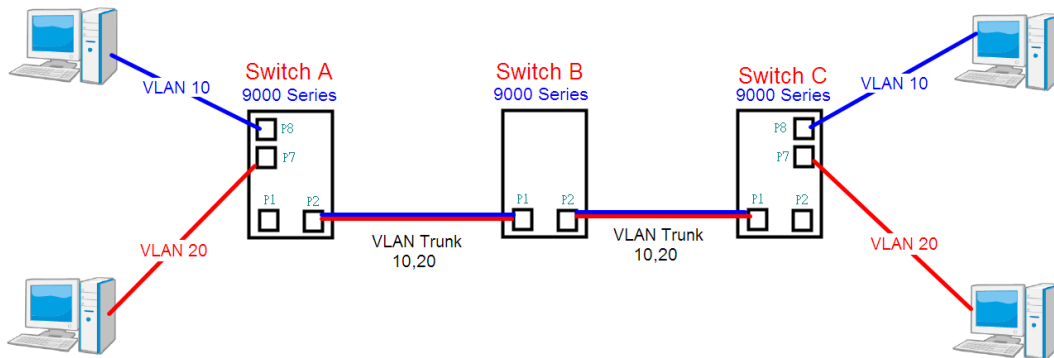 Switch A
9000 Series
Switch B
9000 Series
Switch C
9000 Series
VLAN 10
VLAN 10
P8
P7
P1
P2
P1
P2
P8
P7
P1
P2
VLAN Trunk
10,20
VLAN Trunk
10,20
VLAN 20
VLAN 20